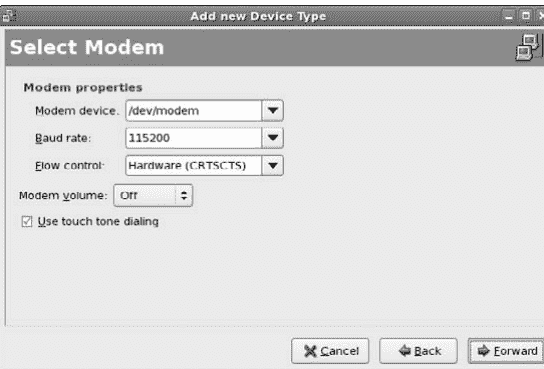 Add new Device Type
Select Modem
Modem properties
Modem device: /dev/modem
Baud rate: 115200
Flow control: Hardware (CRTSCTS)
Modem volume: Off
Use touch tone dialing
Cancel Back Forward